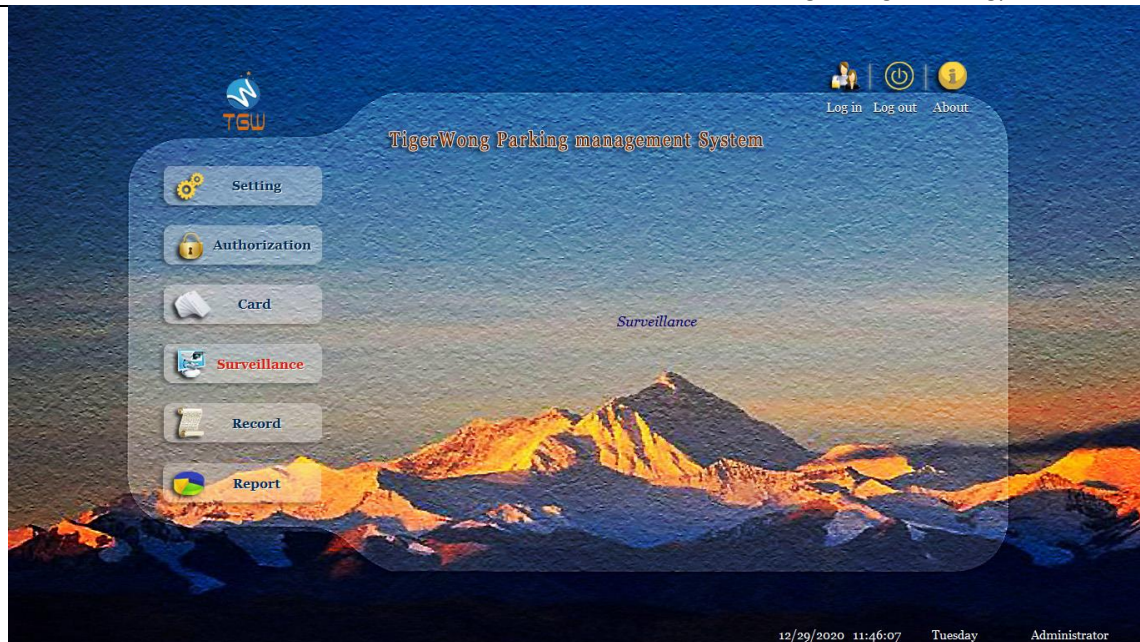 TGW
Log in Log out About
TigerWong Parking management System
Setting
Authorization
Card
Surveillance
Surveillance
Record
Report
12/29/2020 11:46:07 Tuesday Administrator